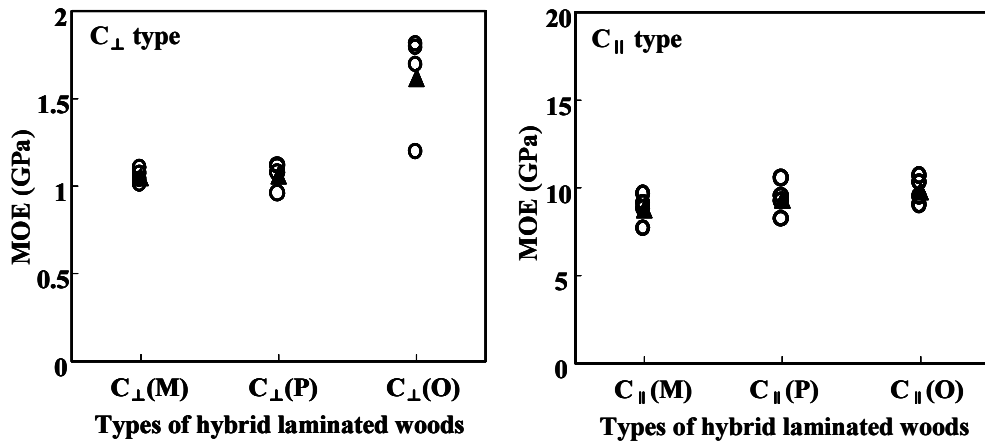 C⊥ type
2
1.5
1
0.5
0
MOE (GPa)
C⊥(M) C⊥(P) C⊥(O)
Types of hybrid laminated woods
C∥ type
20
15
10
5
0
MOE (GPa)
C∥(M) C∥(P) C∥(O)
Types of hybrid laminated woods